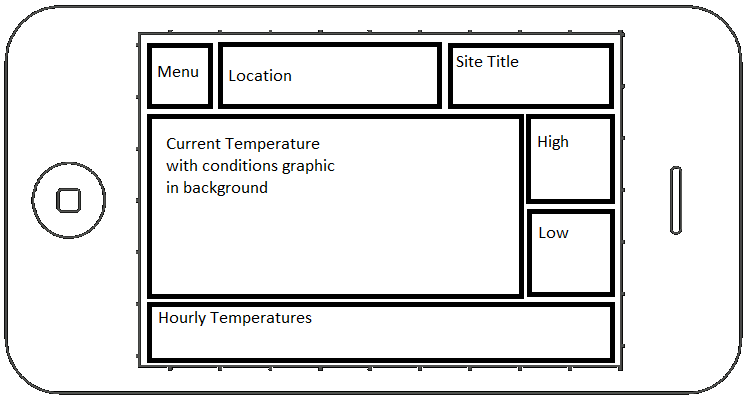 Menu
Location
Site Title
Current Temperature
with conditions graphic
in background
High
Low
Hourly Temperatures